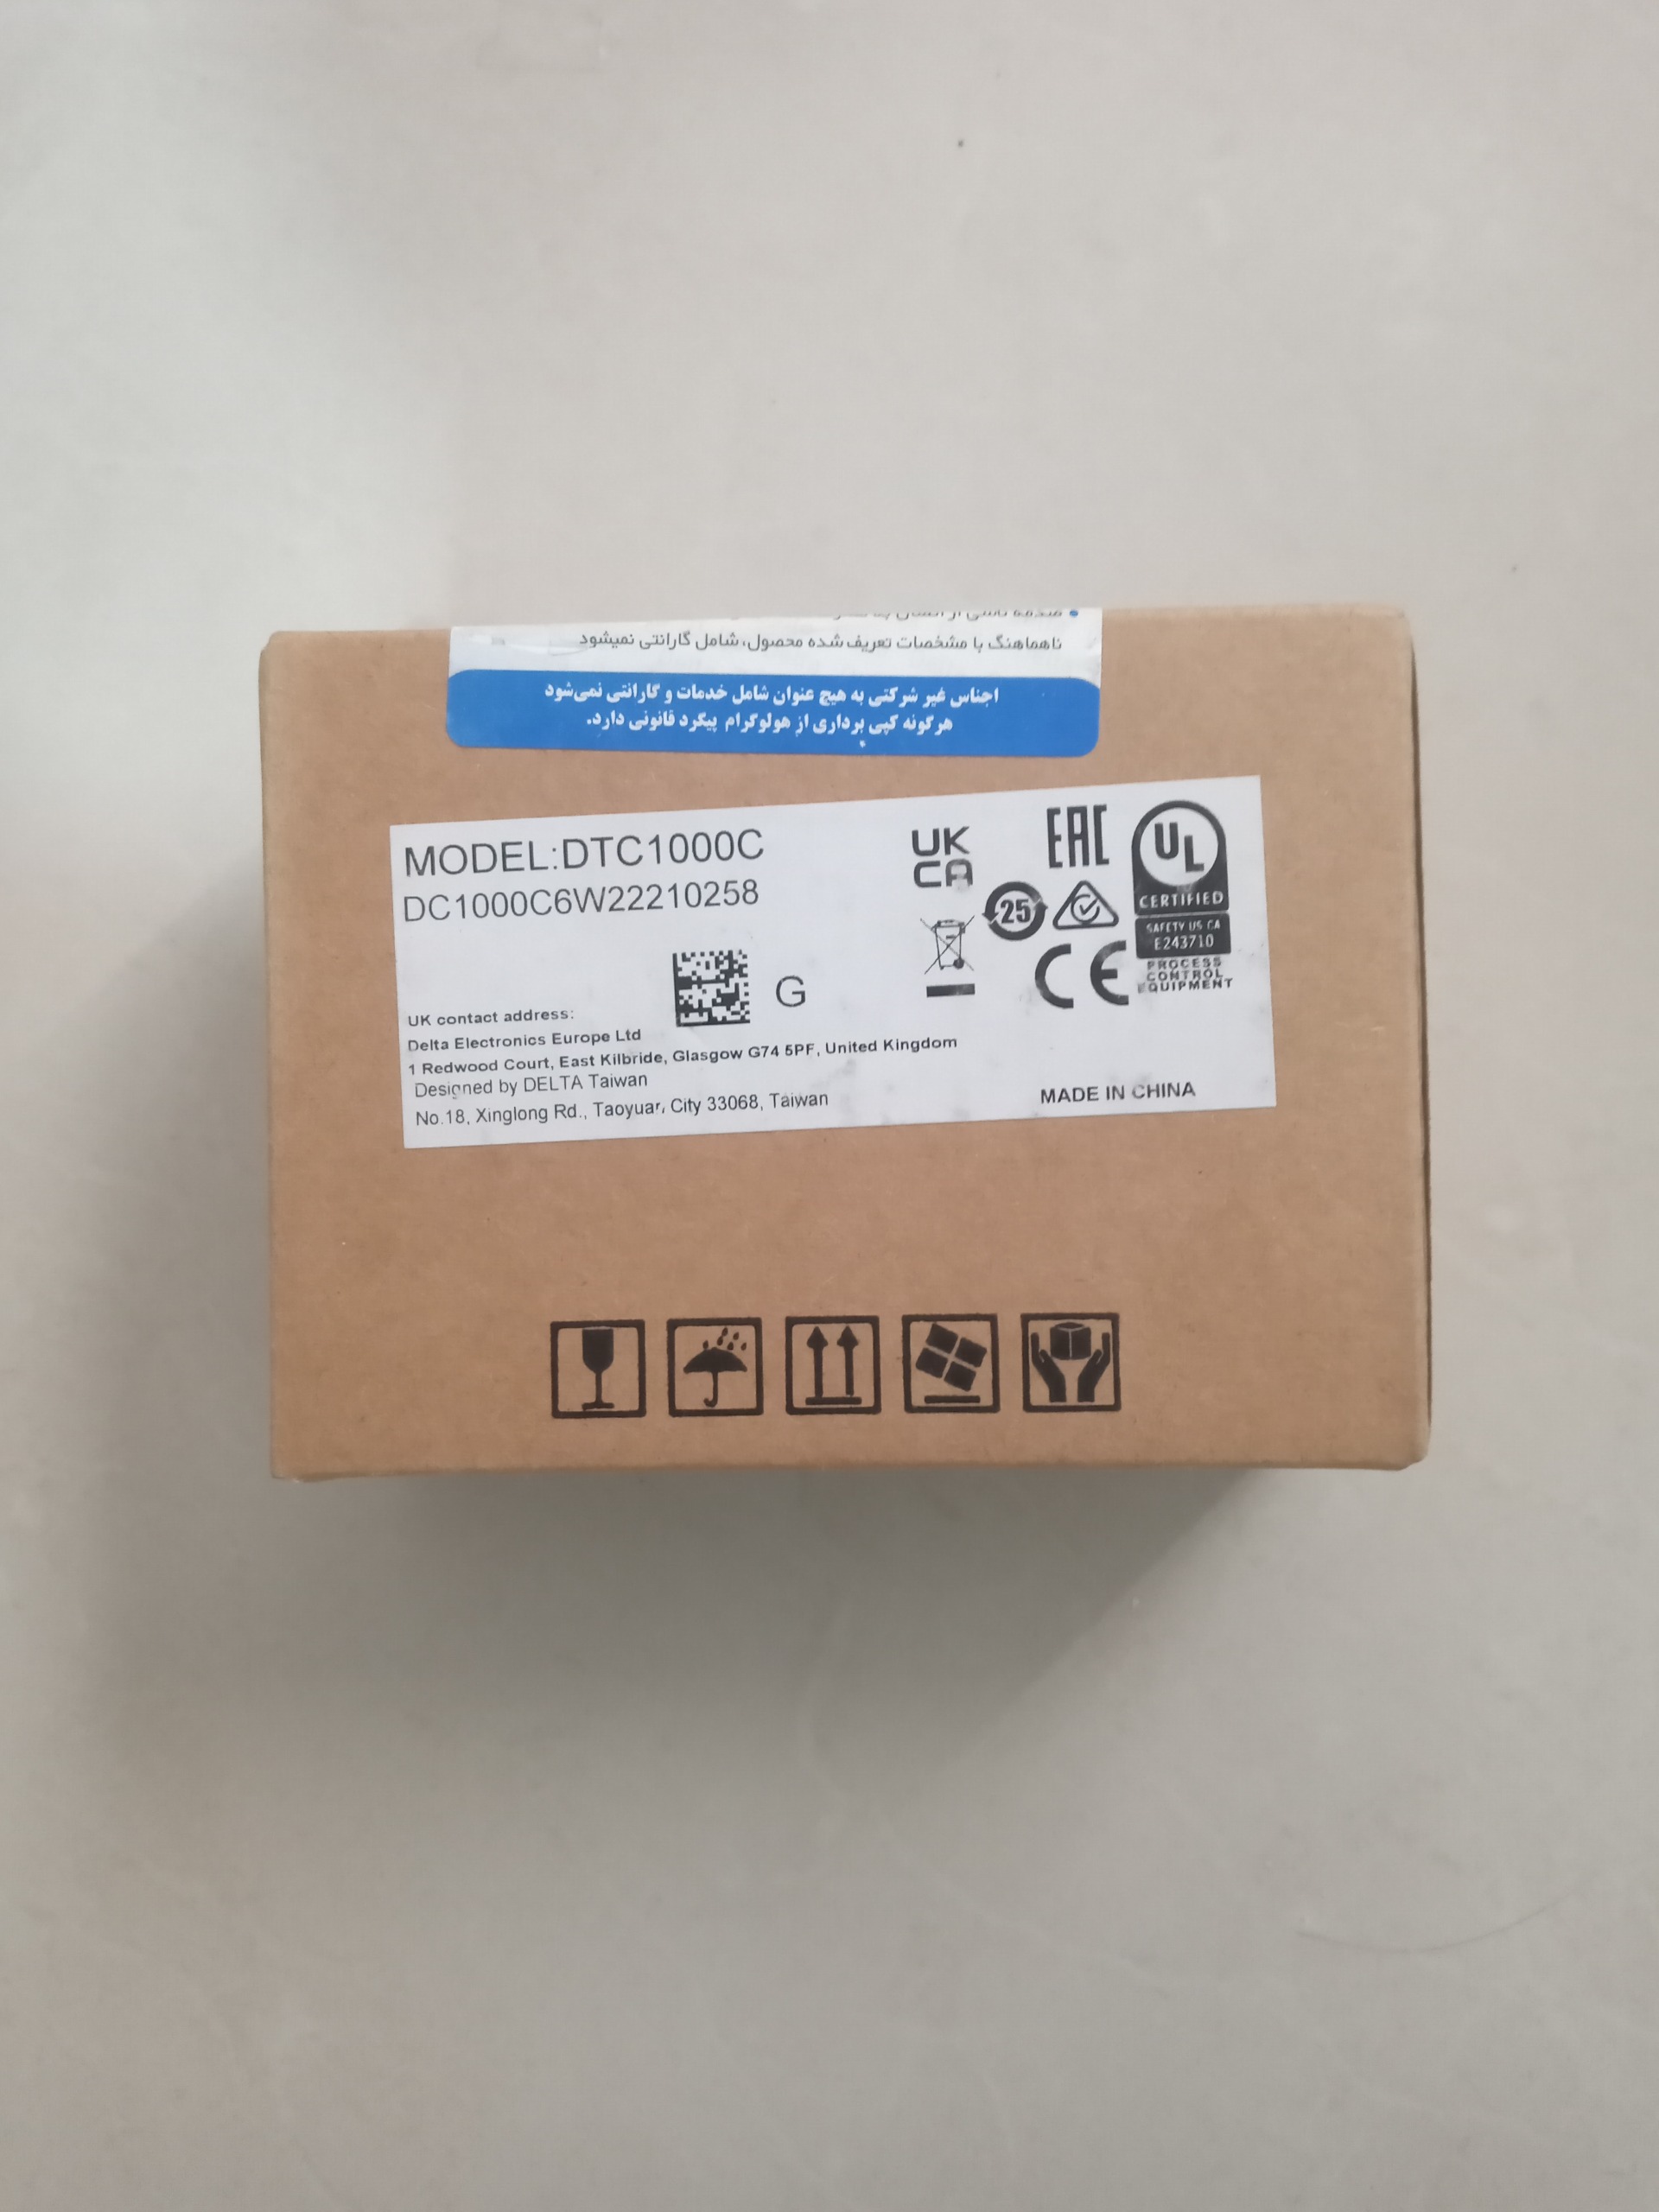 ناهماهنگ با مشخصات تعریف شده محصول، شامل گارانتی نمیشود
اجناس غیر شرکتی به هیچ عنوان شامل خدمات و گارانتی نمی‌شود
هرگونه کپی برداری از هولوگرام پیگرد قانونی دارد.
MODEL:DTC1000C
DC1000C6W22210258
G
UK contact address:
Delta Electronics Europe Ltd
1 Redwood Court, East Kilbride, Glasgow G74 5PF, United Kingdom
Designed by DELTA Taiwan
No.18, Xinglong Rd., Taoyuan City 33068, Taiwan
UK
CA
EAC
25
CE
UL
CERTIFIED
SAFETY US CA
E243710
PROCESS
CONTROL
EQUIPMENT
MADE IN CHINA